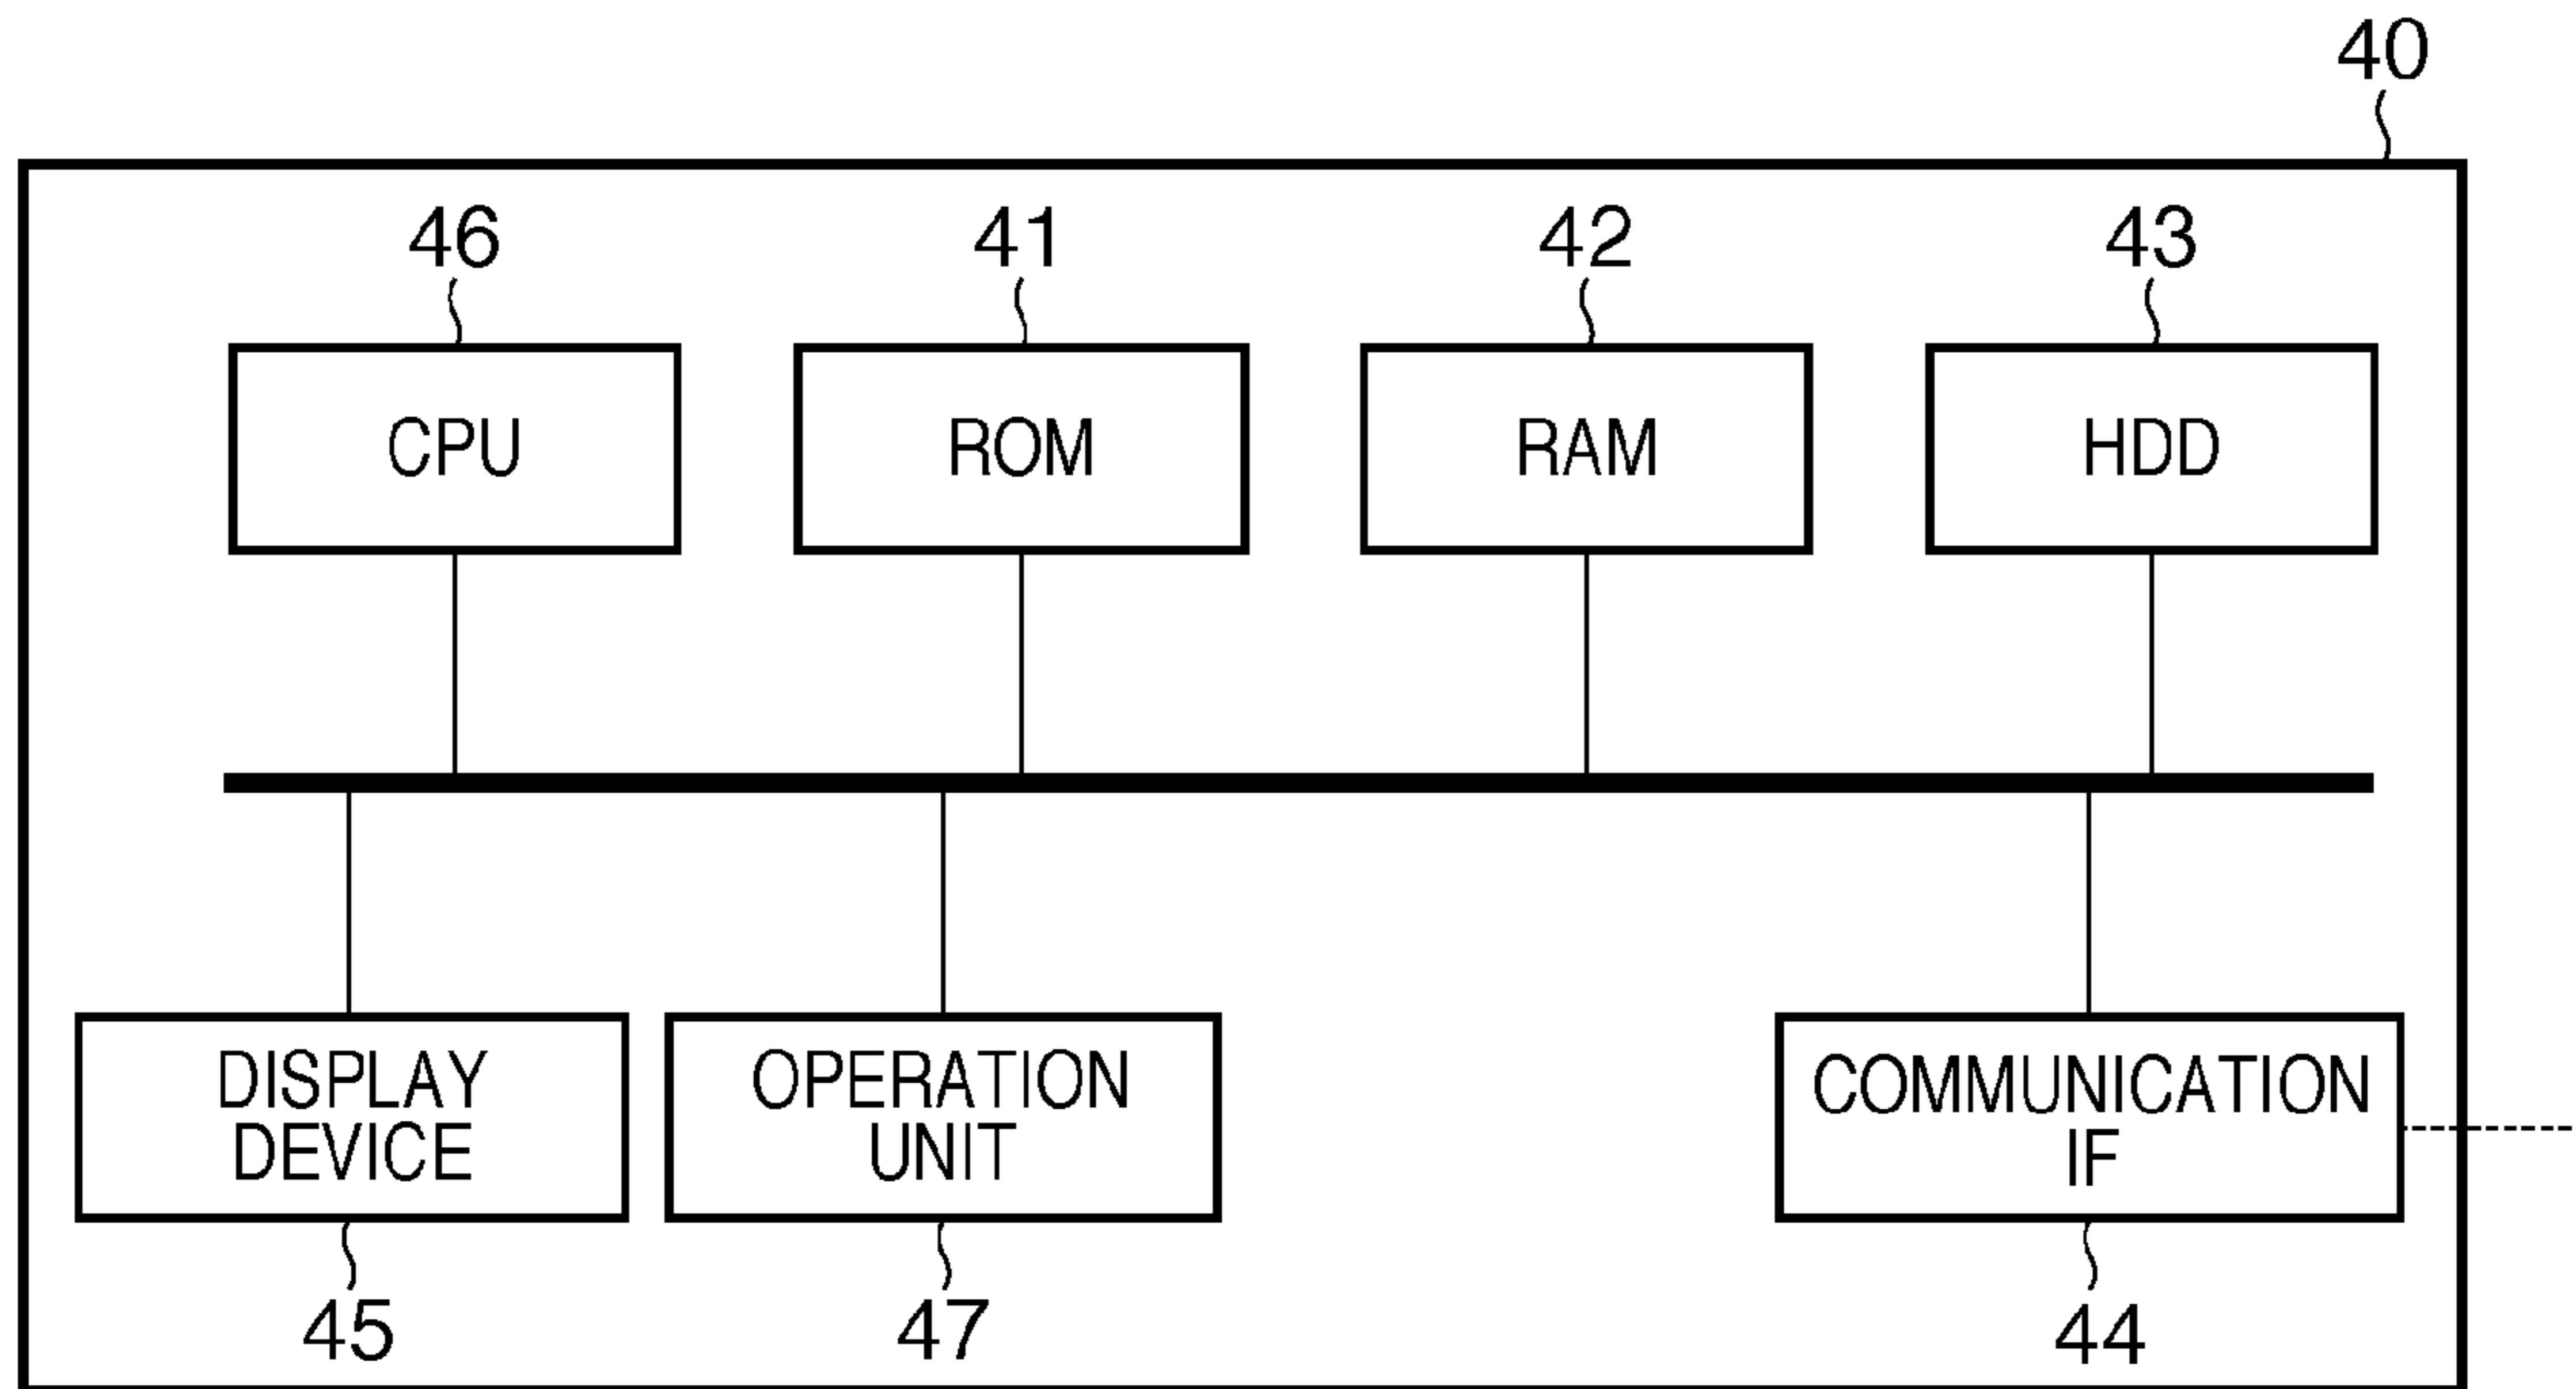 40
46
41
42
43
CPU
ROM
RAM
HDD
DISPLAY
DEVICE
OPERATION
UNIT
COMMUNICATION
IF
45
47
44